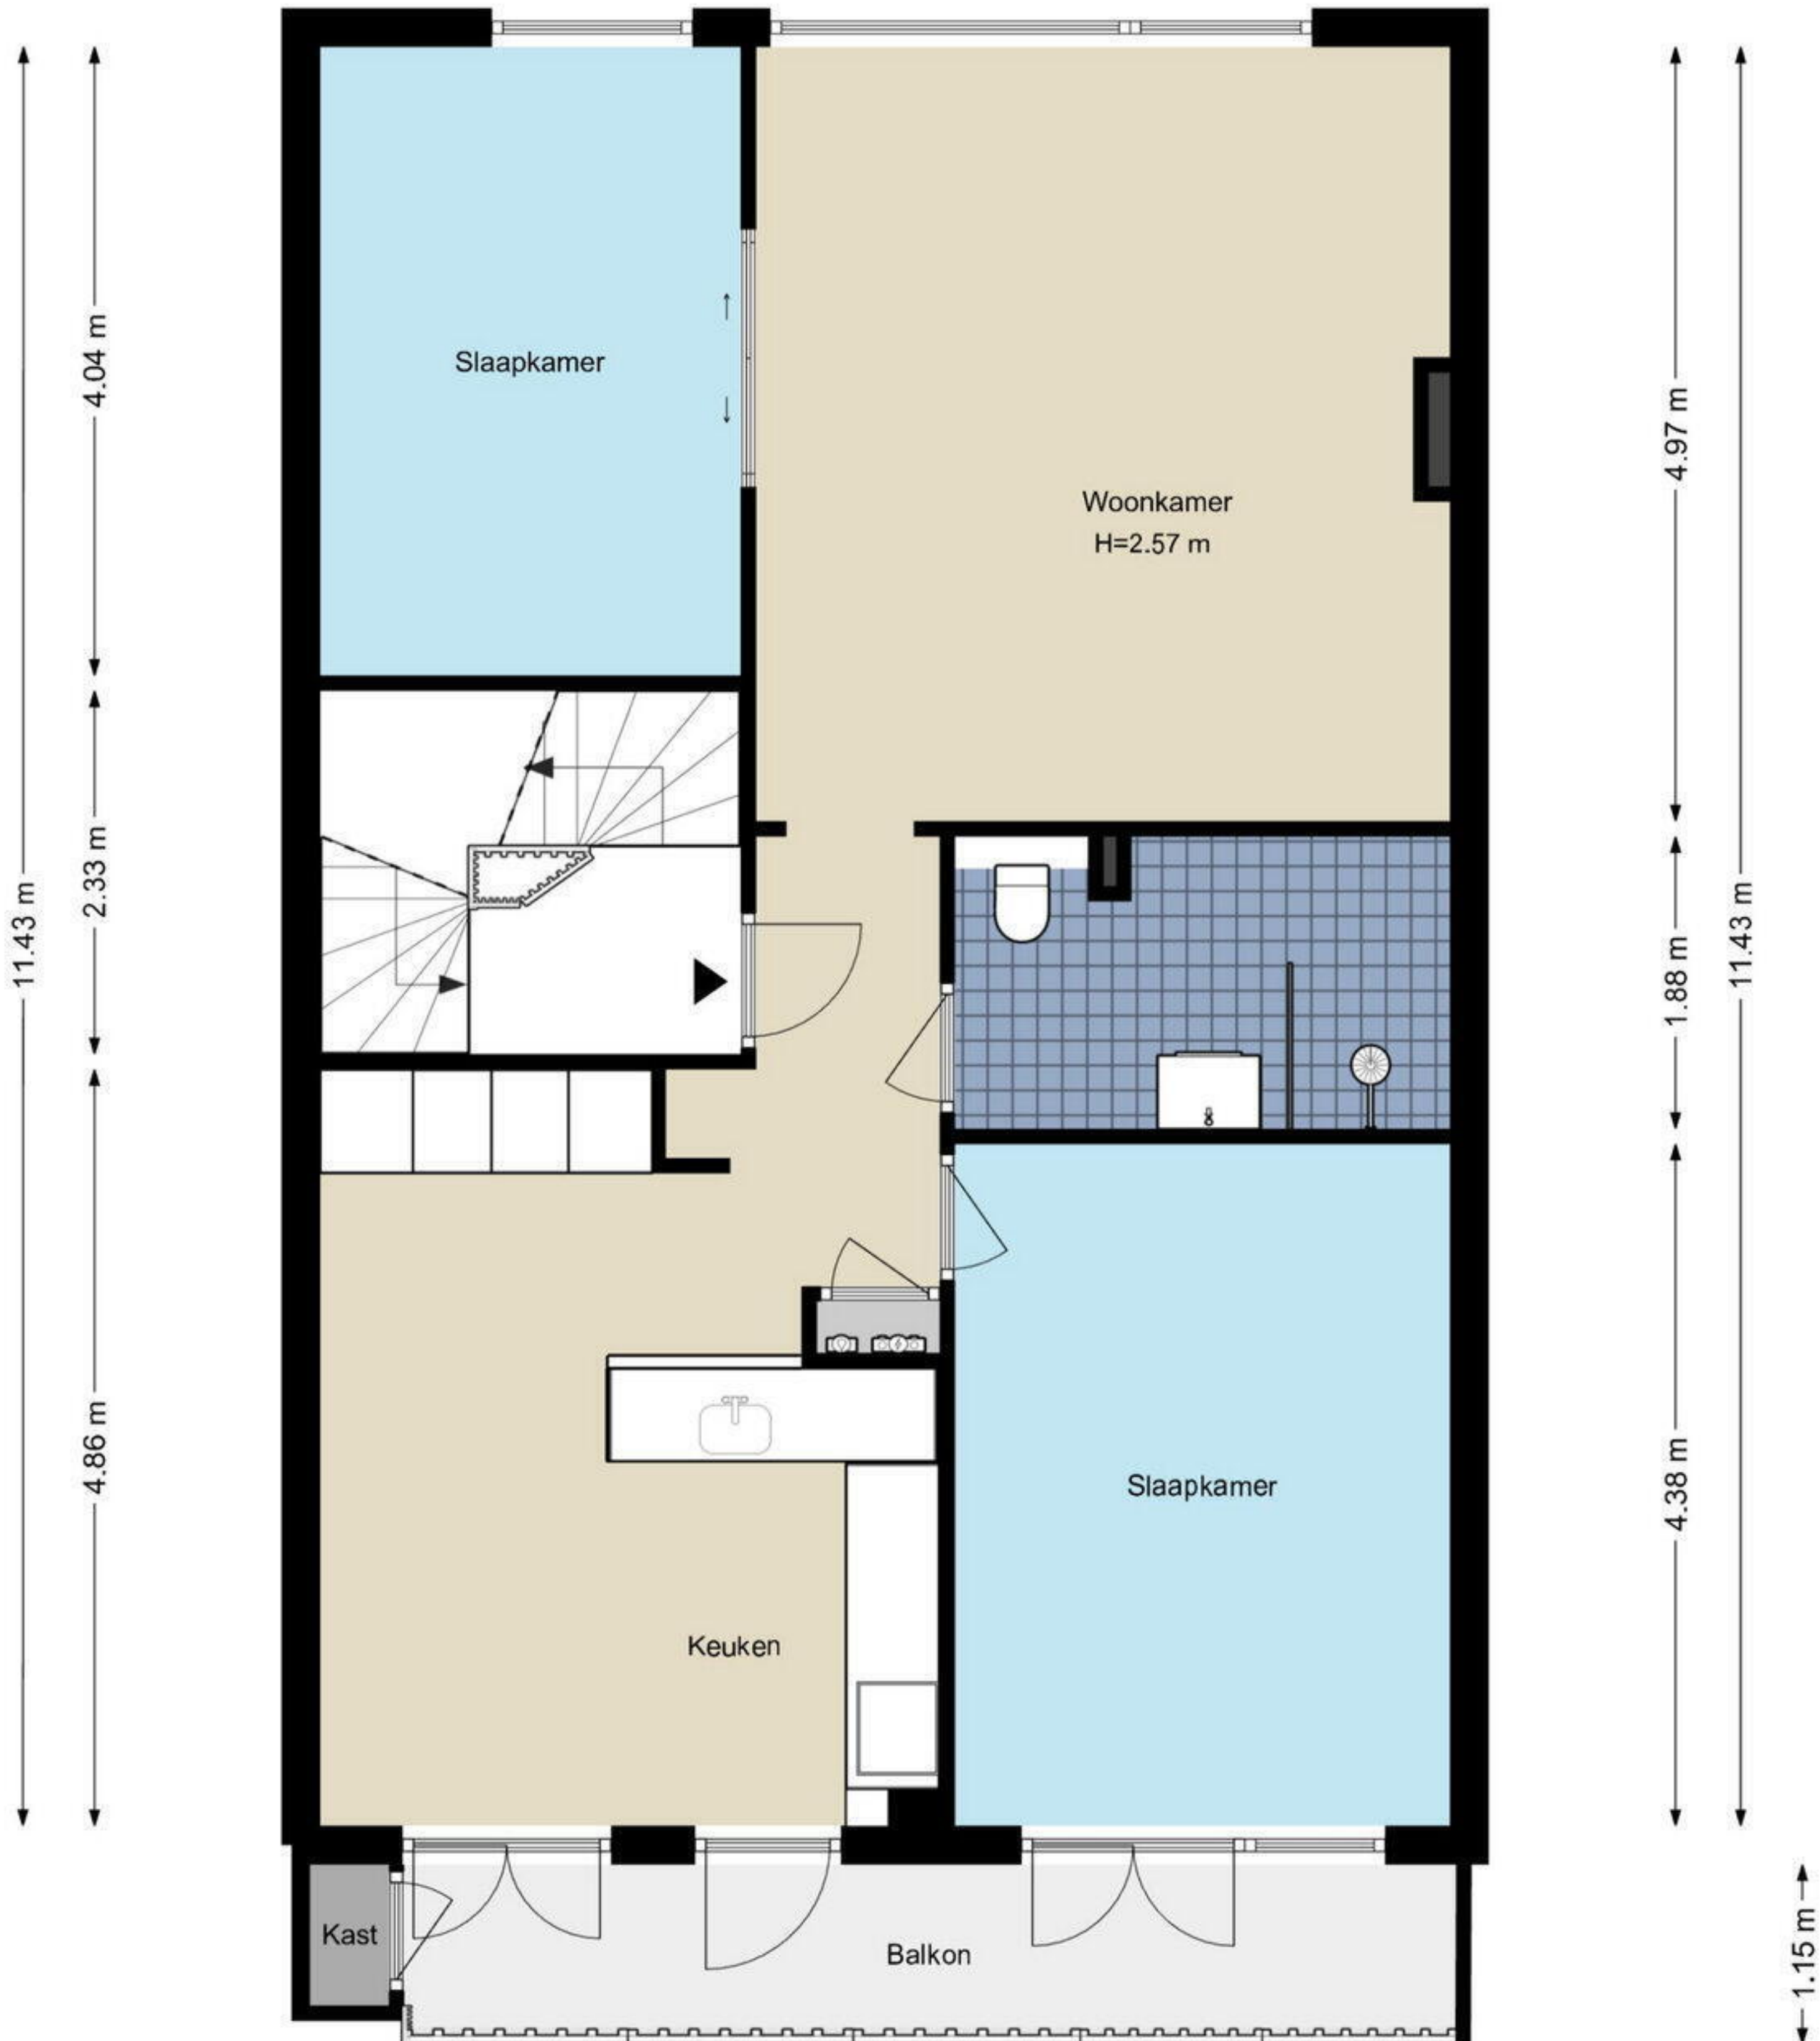 Slaapkamer
Woonkamer
H=2.57 m
4.04 m
4.97 m
2.33 m
11.43 m
1.88 m
11.43 m
4.86 m
4.38 m
Slaapkamer
Keuken
Kast
Balkon
1.15 m